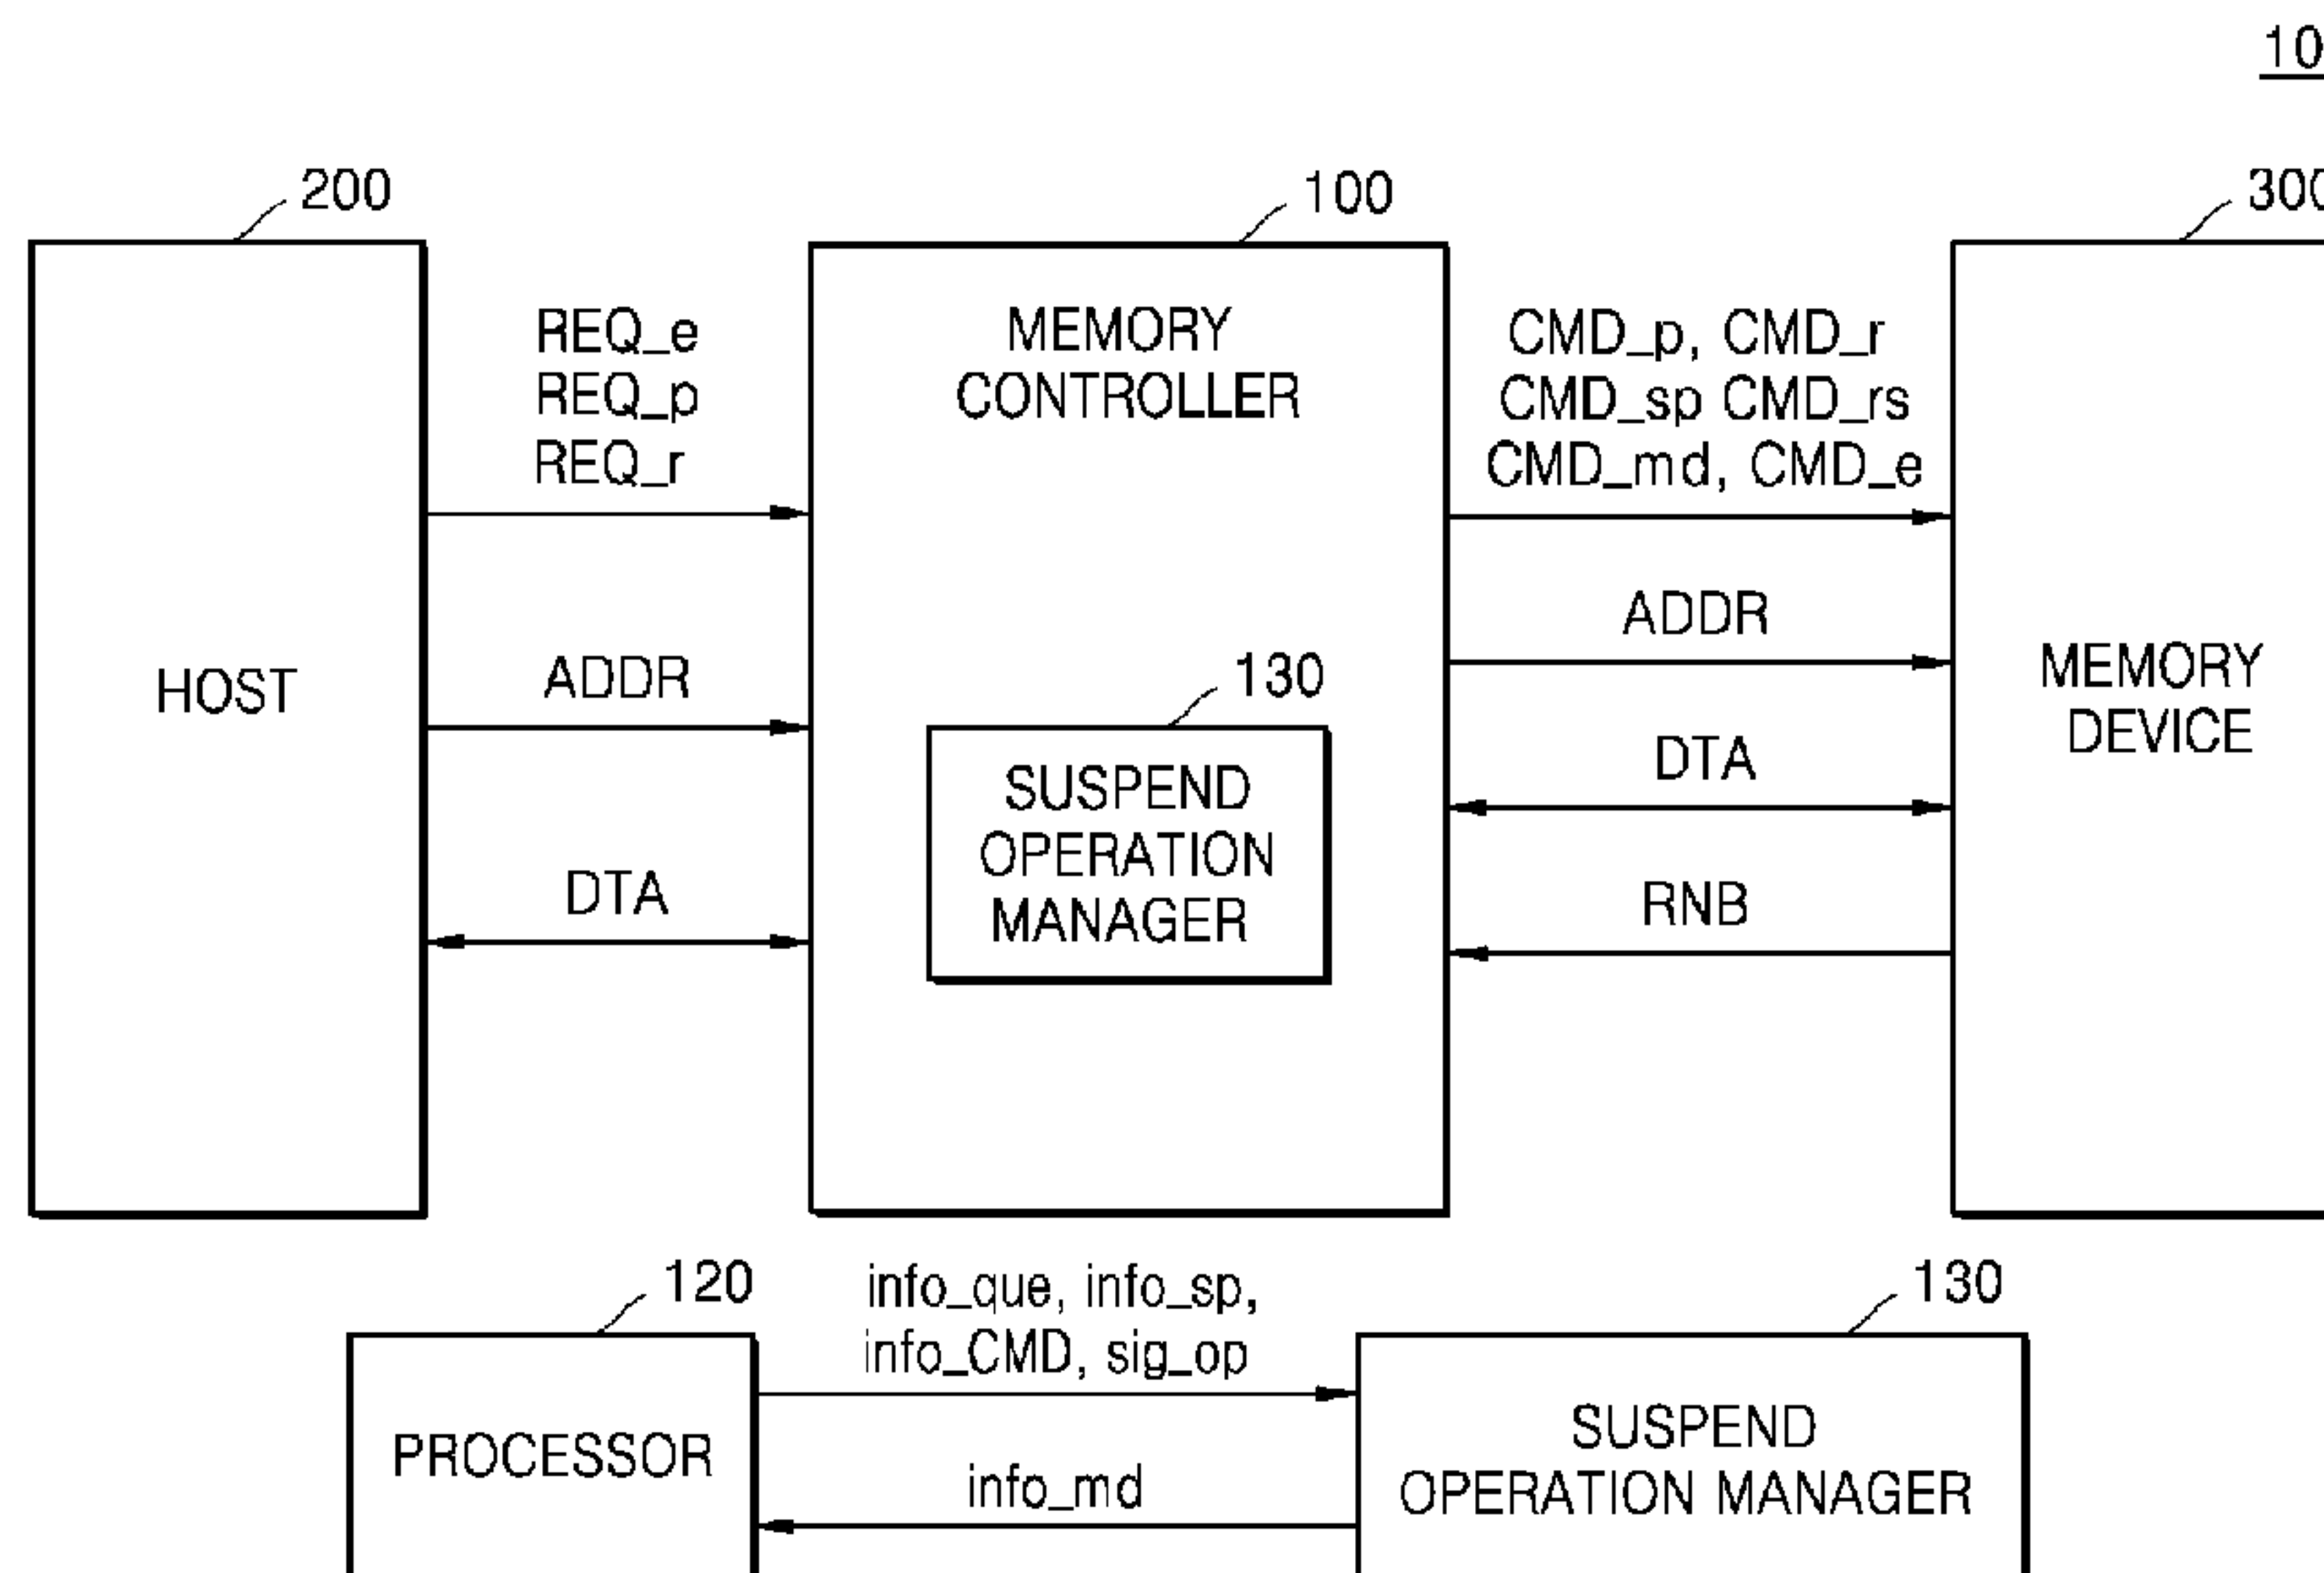 10
200
100
300
REQ_e
REQ_p
REQ_r
MEMORY
CONTROLLER
CMD_p, CMD_r
CMD_sp CMD_rs
CMD_md, CMD_e
HOST
ADDR
DTA
130
SUSPEND
OPERATION
MANAGER
ADDR
DTA
RNB
MEMORY
DEVICE
120
info_que, info_sp,
info_CMD, sig_op
130
PROCESSOR
info_md
SUSPEND
OPERATION MANAGER